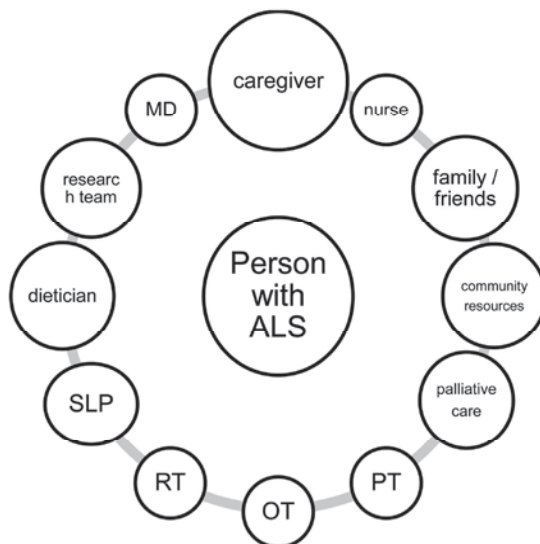 caregiver
MD
nurse
researc
h team
family /
friends
Person
with
ALS
dietician
community
resources
SLP
palliative
care
RT
PT
OT